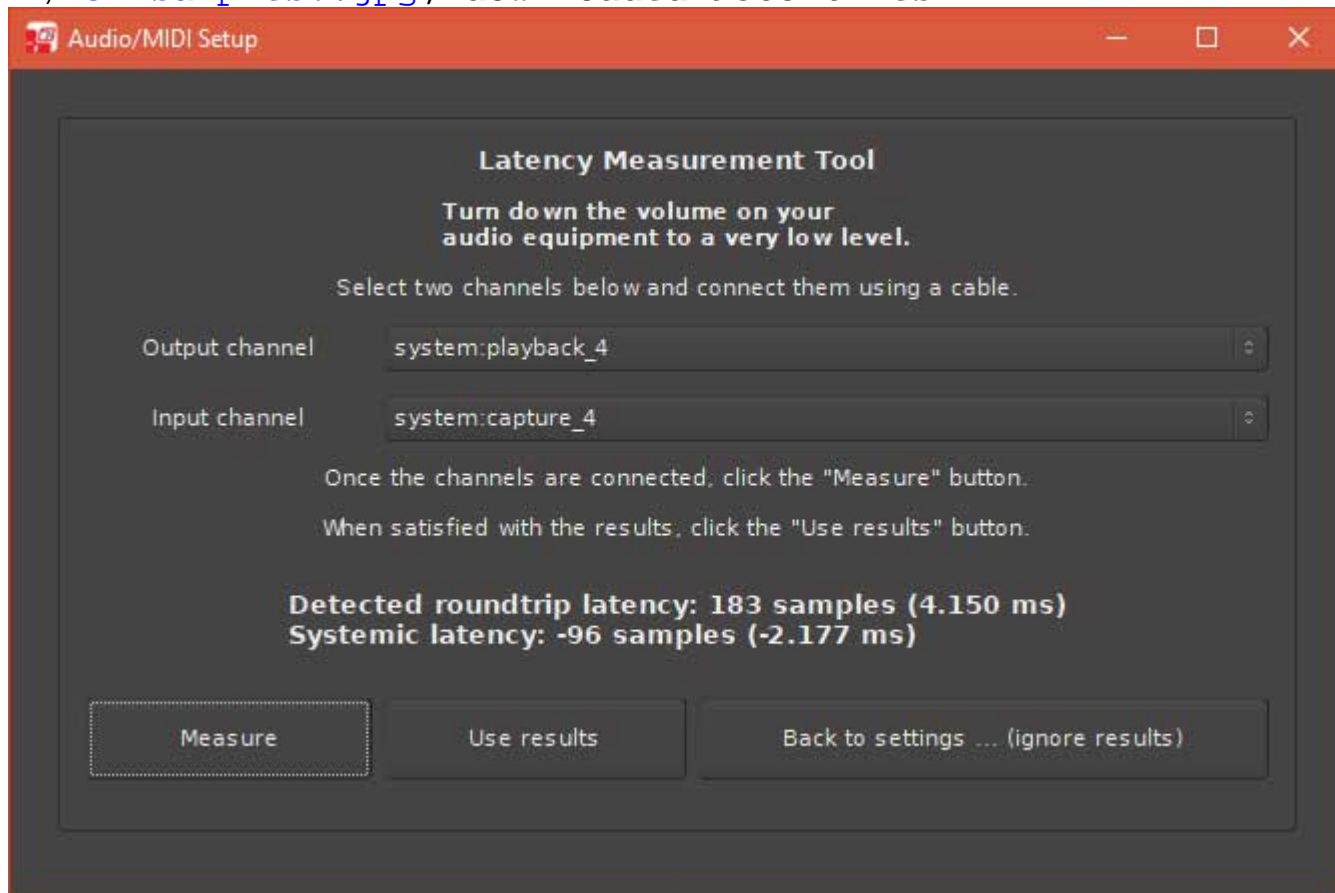 Audio/MIDI Setup
Latency Measurement Tool
Turn down the volume on your
audio equipment to a very low level.
Select two channels below and connect them using a cable.
Output channel system:playback_4
Input channel system:capture_4
Once the channels are connected, click the "Measure" button.
When satisfied with the results, click the "Use results" button.
Detected roundtrip latency: 183 samples (4.150 ms)
Systemic latency: -96 samples (-2.177 ms)
Measure Use results Back to settings ... (ignore results)